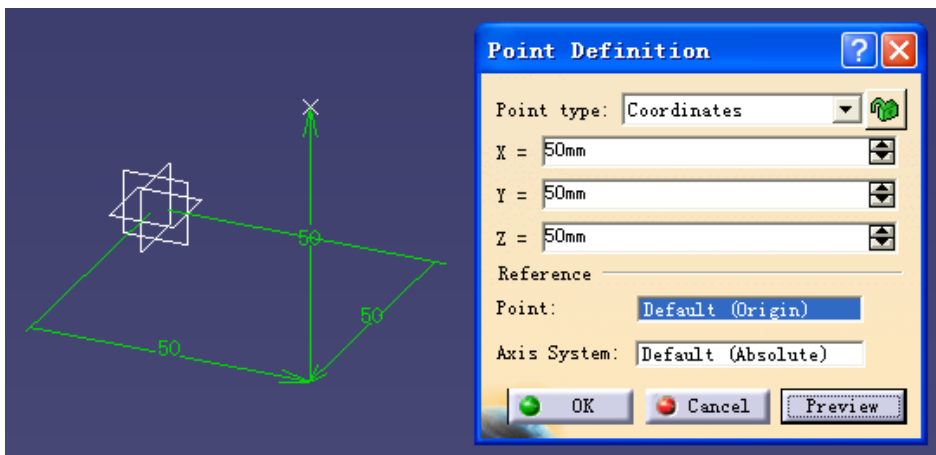 Point Definition
?
Point type: Coordinates
X = 50mm
Y = 50mm
Z = 50mm
Reference
Point: Default (Origin)
Axis System: Default (Absolute)
OK Cancel Preview
50
50
50